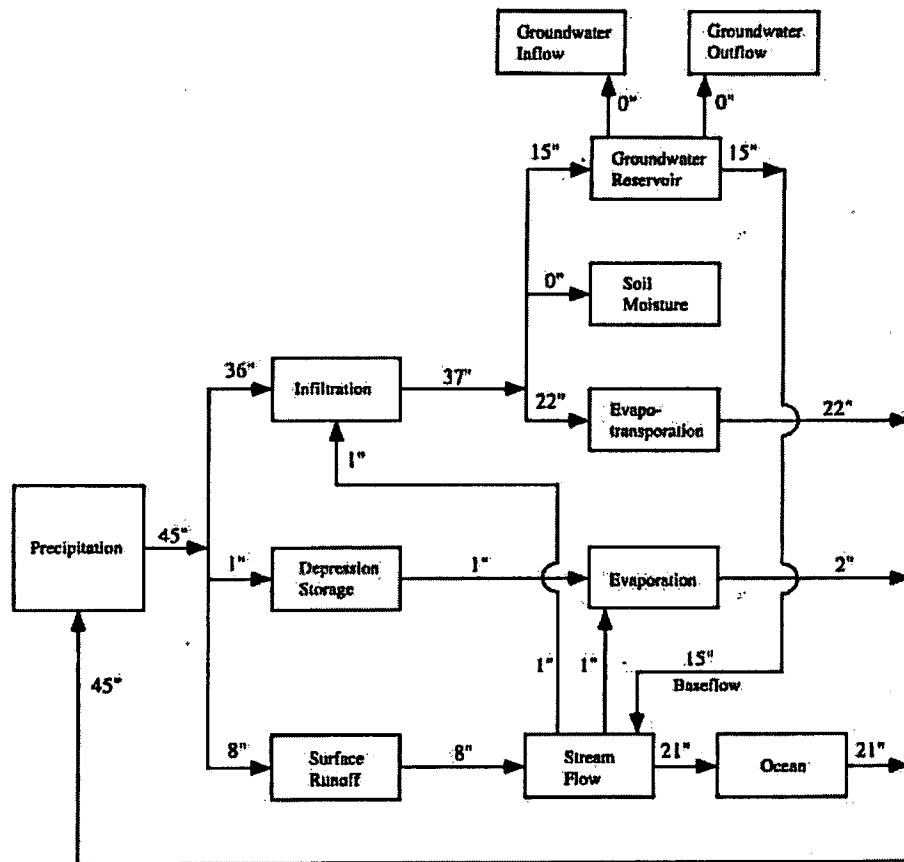 Groundwater
Inflow
Groundwater
Outflow
0"
0"
15"
Groundwater
Reservoir
15"
0"
Soil
Moisture
36"
Infiltration
37"
22"
Evapo-
transporation
22"
1"
Precipitation
45"
1"
Depression
Storage
1"
Evaporation
2"
45"
1"
1"
15"
Baseflow
8"
Surface
Runoff
8"
Stream
Flow
21"
Ocean
21"